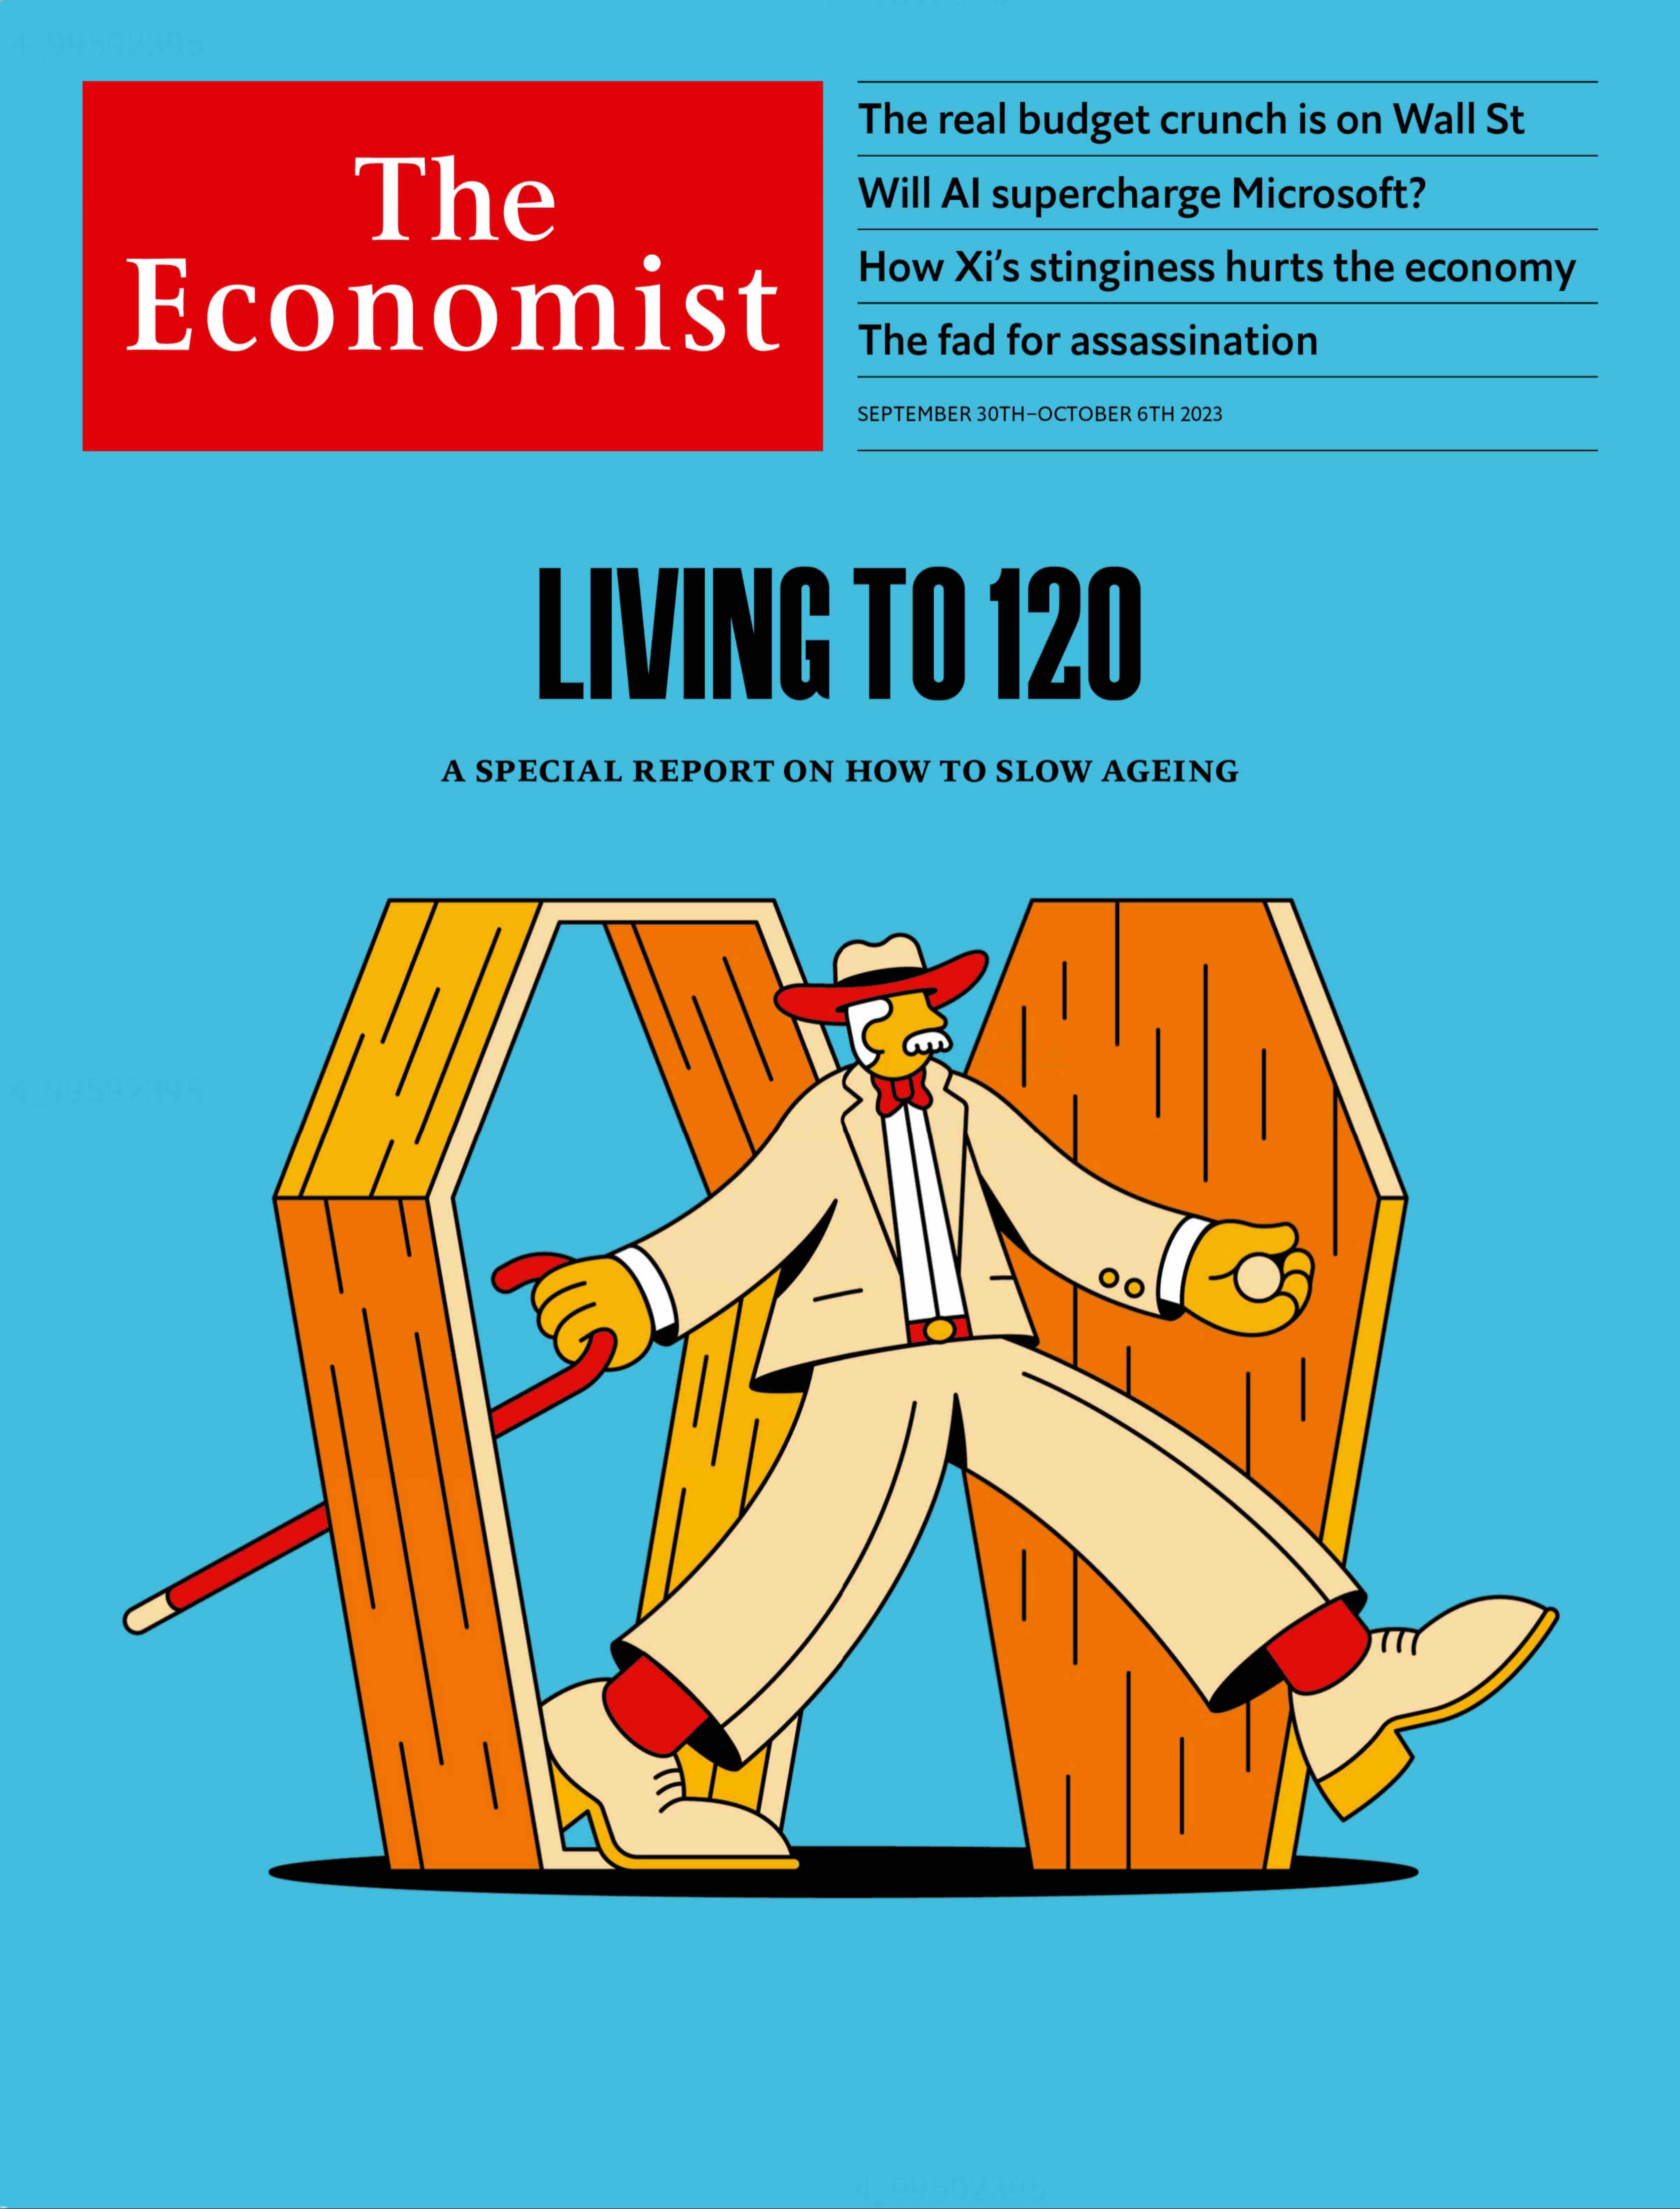 The
Economist
The real budget crunch is on Wall St
Will AI supercharge Microsoft?
How Xi’s stinginess hurts the economy
The fad for assassination
SEPTEMBER 30TH–OCTOBER 6TH 2023
LIVING TO 120
A SPECIAL REPORT ON HOW TO SLOW AGEING